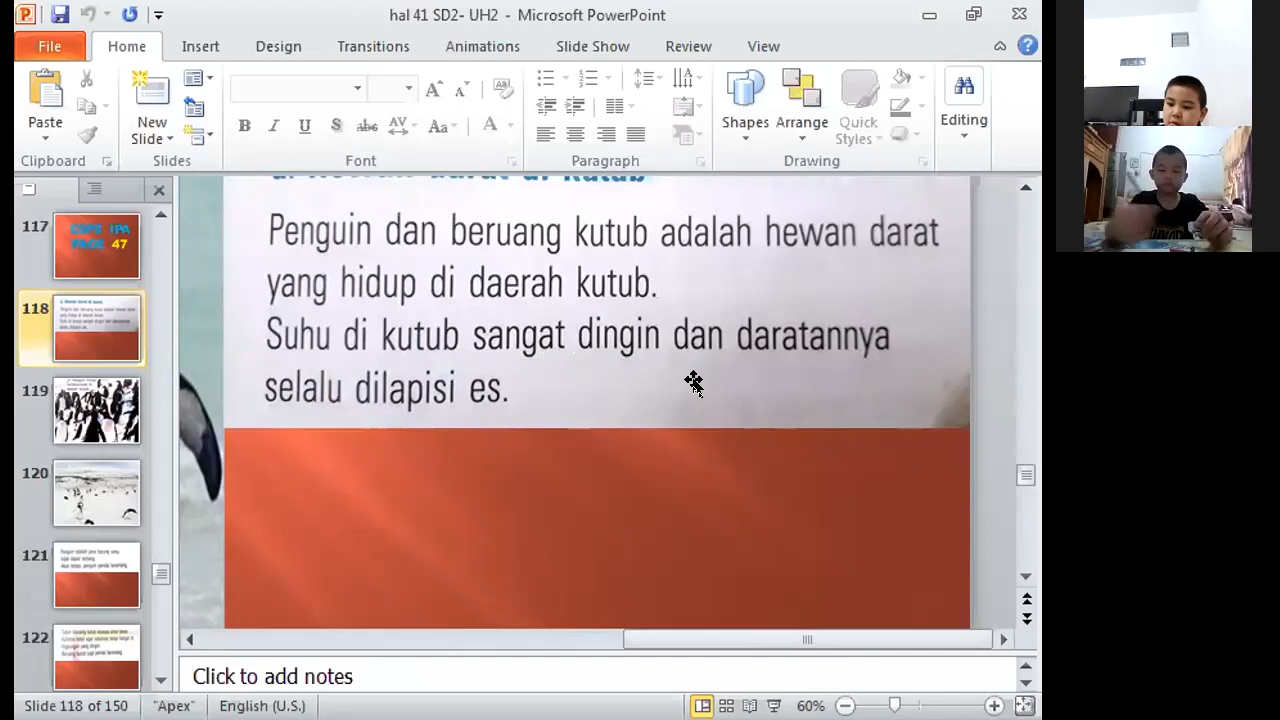 hal 41 SD2- UH2 - Microsoft PowerPoint
File Home Insert Design Transitions Animations Slide Show Review View
Paste
New Slide
Shapes Arrange Quick Styles
Editing
Clipboard Slides Font Paragraph Drawing
117
118
119
120
121
122
PAGE 47
Penguin dan beruang kutub adalah hewan darat
yang hidup di daerah kutub.
Suhu di kutub sangat dingin dan daratannya
selalu dilapisi es.
Click to add notes
Slide 118 of 150 "Apex" English (U.S.) 60%